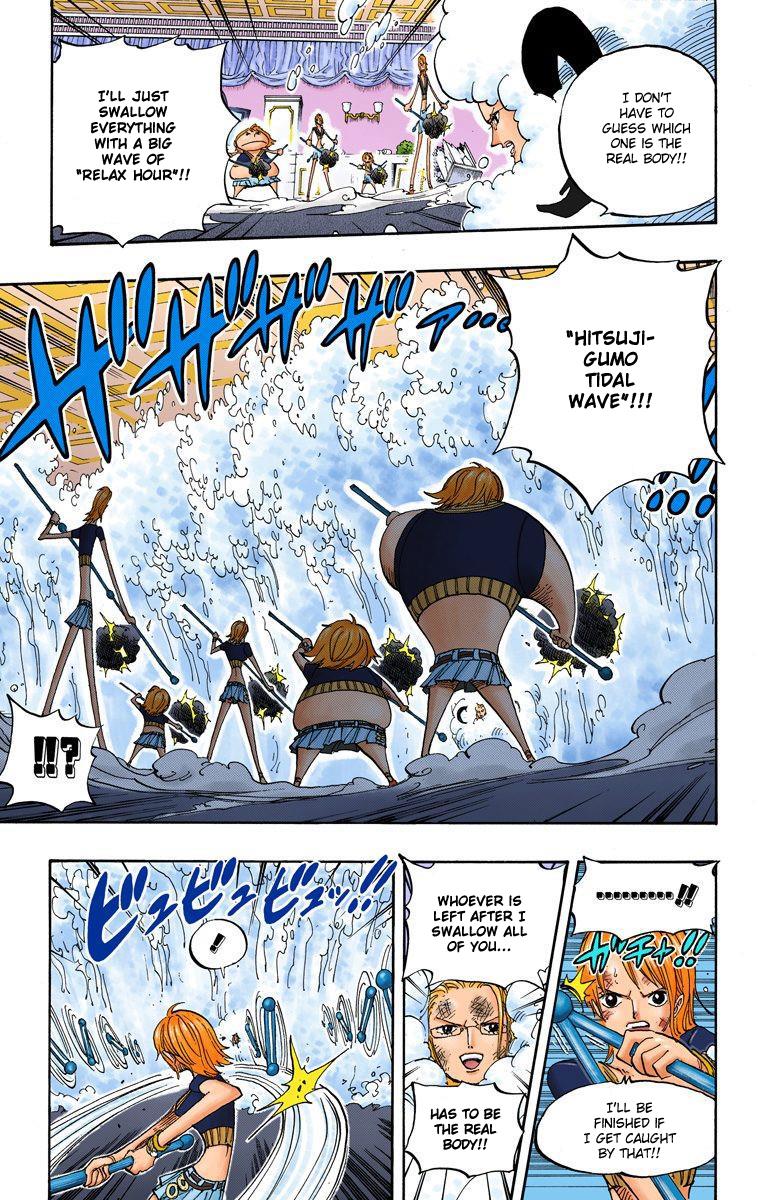 I DON'T
HAVE TO
GUESS WHICH
ONE IS THE
REAL BODY!!
I'LL JUST
SWALLOW
EVERYTHING
WITH A BIG
WAVE OF
"RELAX HOUR"!!
"HITSUJI-
GUMO
TIDAL
WAVE"!!!
ザザザザァ...
!!?
..........!!
ガッチャ!!
I'LL BE
FINISHED IF
I GET CAUGHT
BY THAT!!
WHOEVER IS
LEFT AFTER I
SWALLOW ALL
OF YOU...
HAS TO BE
THE REAL
BODY!!
ビュビュビュッ!!
!